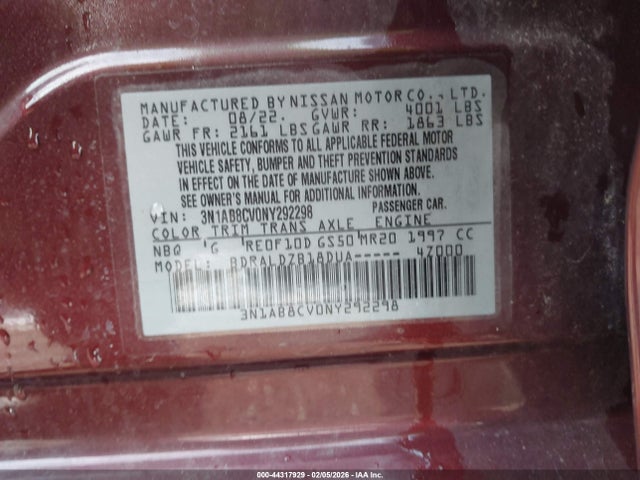 MANUFACTURED BY NISSAN MOTOR CO., LTD.
DATE: 08/22. GVWR: 4001 LBS
GAWR FR: 2161 LBS GAWR RR: 1863 LBS
THIS VEHICLE CONFORMS TO ALL APPLICABLE FEDERAL MOTOR
VEHICLE SAFETY, BUMPER AND THEFT PREVENTION STANDARDS
IN EFFECT ON THE DATE OF MANUFACTURE SHOWN ABOVE.
SEE OWNER'S MANUAL FOR ADDITIONAL INFORMATION.
VIN: 3N1AB8CV0NY292298 PASSENGER CAR.
COLOR TRIM TRANS AXLE ENGINE
NBQ G RE0F10D GS50 MR20 1997 CC
MODEL: BDRALDZB18DUA----- 47000
3N1AB8CV0NY292298
000-44317929 - 02/05/2026 - IAA Inc.